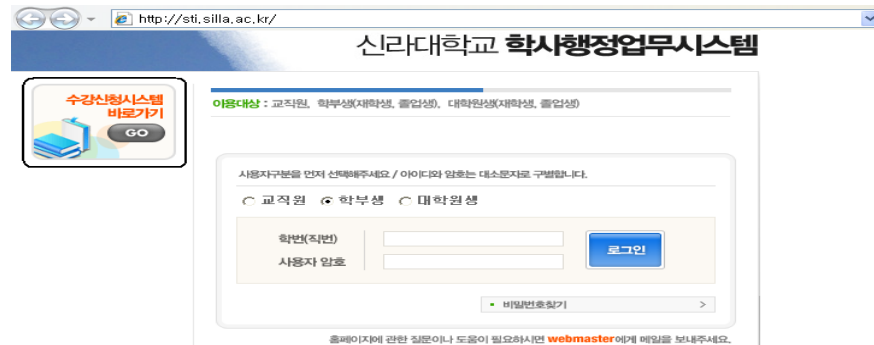 http://sti.silla.ac.kr/
신라대학교 학사행정업무시스템
수강신청시스템
바로가기
GO
이용대상 : 교직원, 학부생(재학생, 졸업생), 대학원생(재학생, 졸업생)
사용자구분을 먼저 선택해주세요 / 아이디와 암호는 대소문자로 구별합니다.
교직원 학부생 대학원생
학번(직번)
사용자 암호
로그인
비밀번호찾기 >
홈페이지에 관한 질문이나 도움이 필요하시면 webmaster에게 메일을 보내주세요.